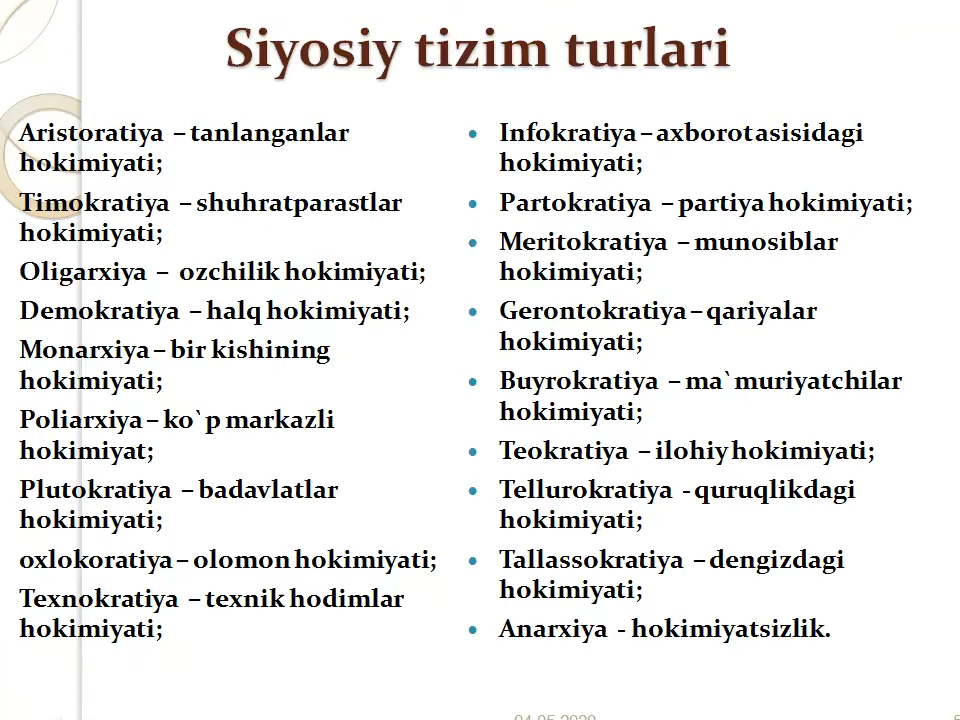 Siyosiy tizim turlari
Aristoratiya – tanlanganlar
hokimiyati;
Timokratiya – shuhratparastlar
hokimiyati;
Oligarxiya – ozchilik hokimiyati;
Demokratiya – halq hokimiyati;
Monarxiya – bir kishining
hokimiyati;
Poliarxiya – ko`p markazli
hokimiyat;
Plutokratiya – badavlatlar
hokimiyati;
oxlokoratiya – olomon hokimiyati;
Texnokratiya – texnik hodimlar
hokimiyati;
• Infokratiya – axborot asisidagi
hokimiyati;
• Partokratiya – partiya hokimiyati;
• Meritokratiya – munosiblar
hokimiyati;
• Gerontokratiya – qariyalar
hokimiyati;
• Buyrokratiya – ma`muriyatchilar
hokimiyati;
• Teokratiya – ilohiy hokimiyati;
• Tellurokratiya - quruqlikdagi
hokimiyati;
• Tallassokratiya – dengizdagi
hokimiyati;
• Anarxiya - hokimiyatsizlik.
04.05.2020